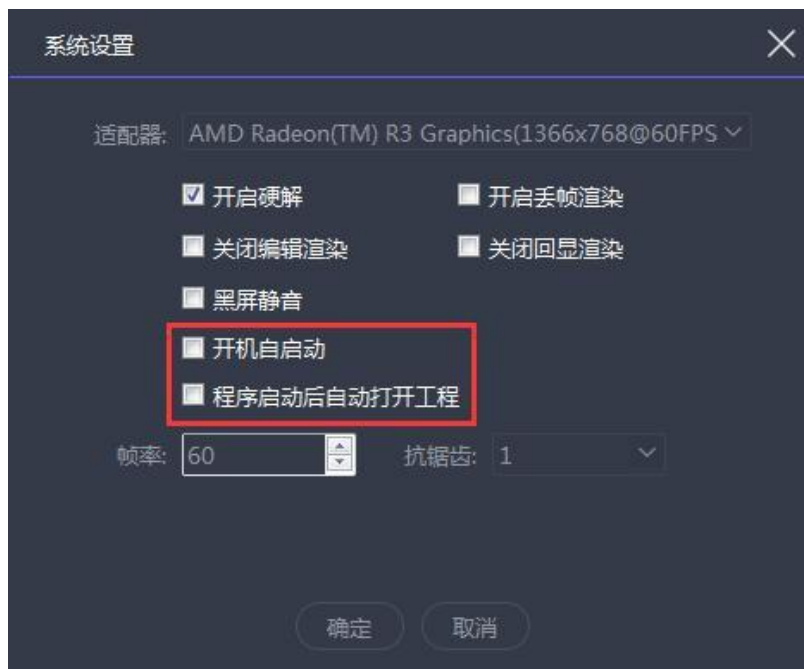 系统设置
适配器: AMD Radeon(TM) R3 Graphics(1366x768@60FPS
开启硬解 开启丢帧渲染
关闭编辑渲染 关闭回显渲染
黑屏静音
开机自启动
程序启动后自动打开工程
帧率: 60 抗锯齿: 1
确定 取消